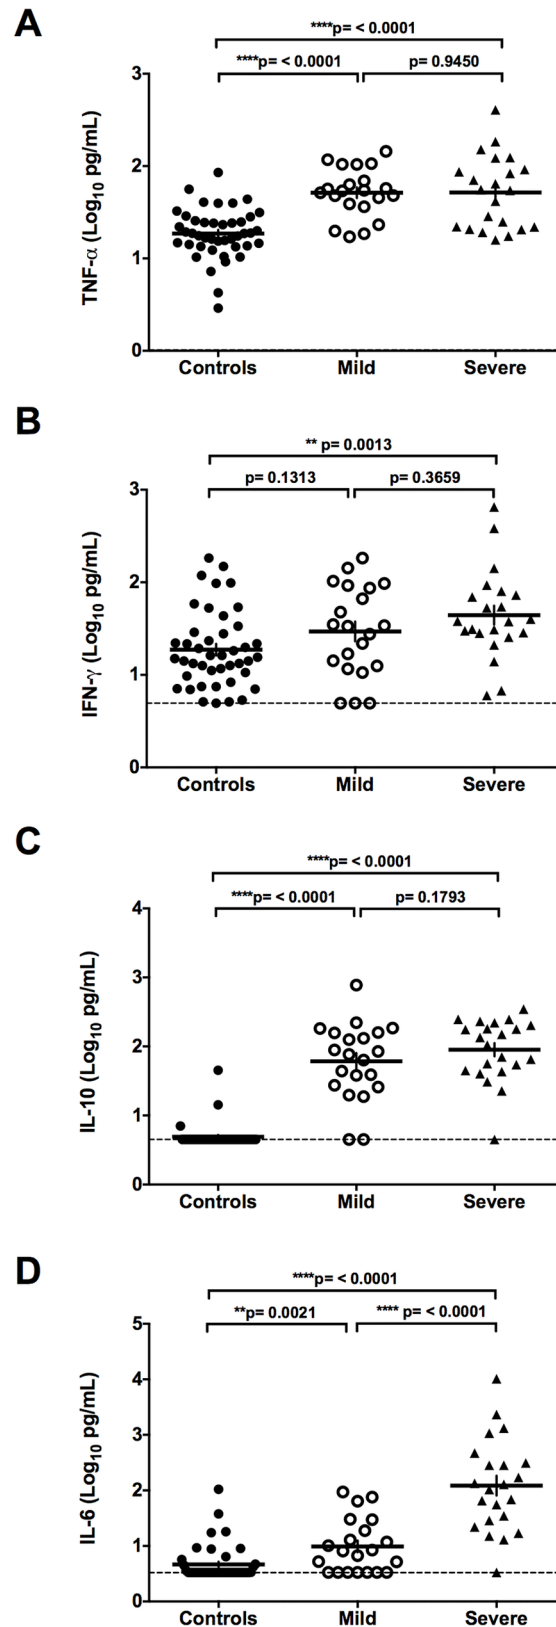 A
****p= < 0.0001
****p= < 0.0001 p= 0.9450
3
2
1
0
TNF-α (Log10 pg/mL)
Controls Mild Severe
B
** p= 0.0013
p= 0.1313 p= 0.3659
3
2
1
0
IFN-γ (Log10 pg/mL)
Controls Mild Severe
C
****p= < 0.0001
****p= < 0.0001 p= 0.1793
4
3
2
1
0
IL-10 (Log10 pg/mL)
Controls Mild Severe
D
****p= < 0.0001
**p= 0.0021 **** p= < 0.0001
5
4
3
2
1
0
IL-6 (Log10 pg/mL)
Controls Mild Severe